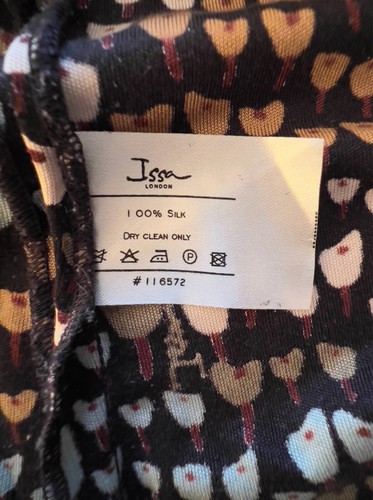 Issa
LONDON
100% SILK
DRY CLEAN ONLY
P
#116572